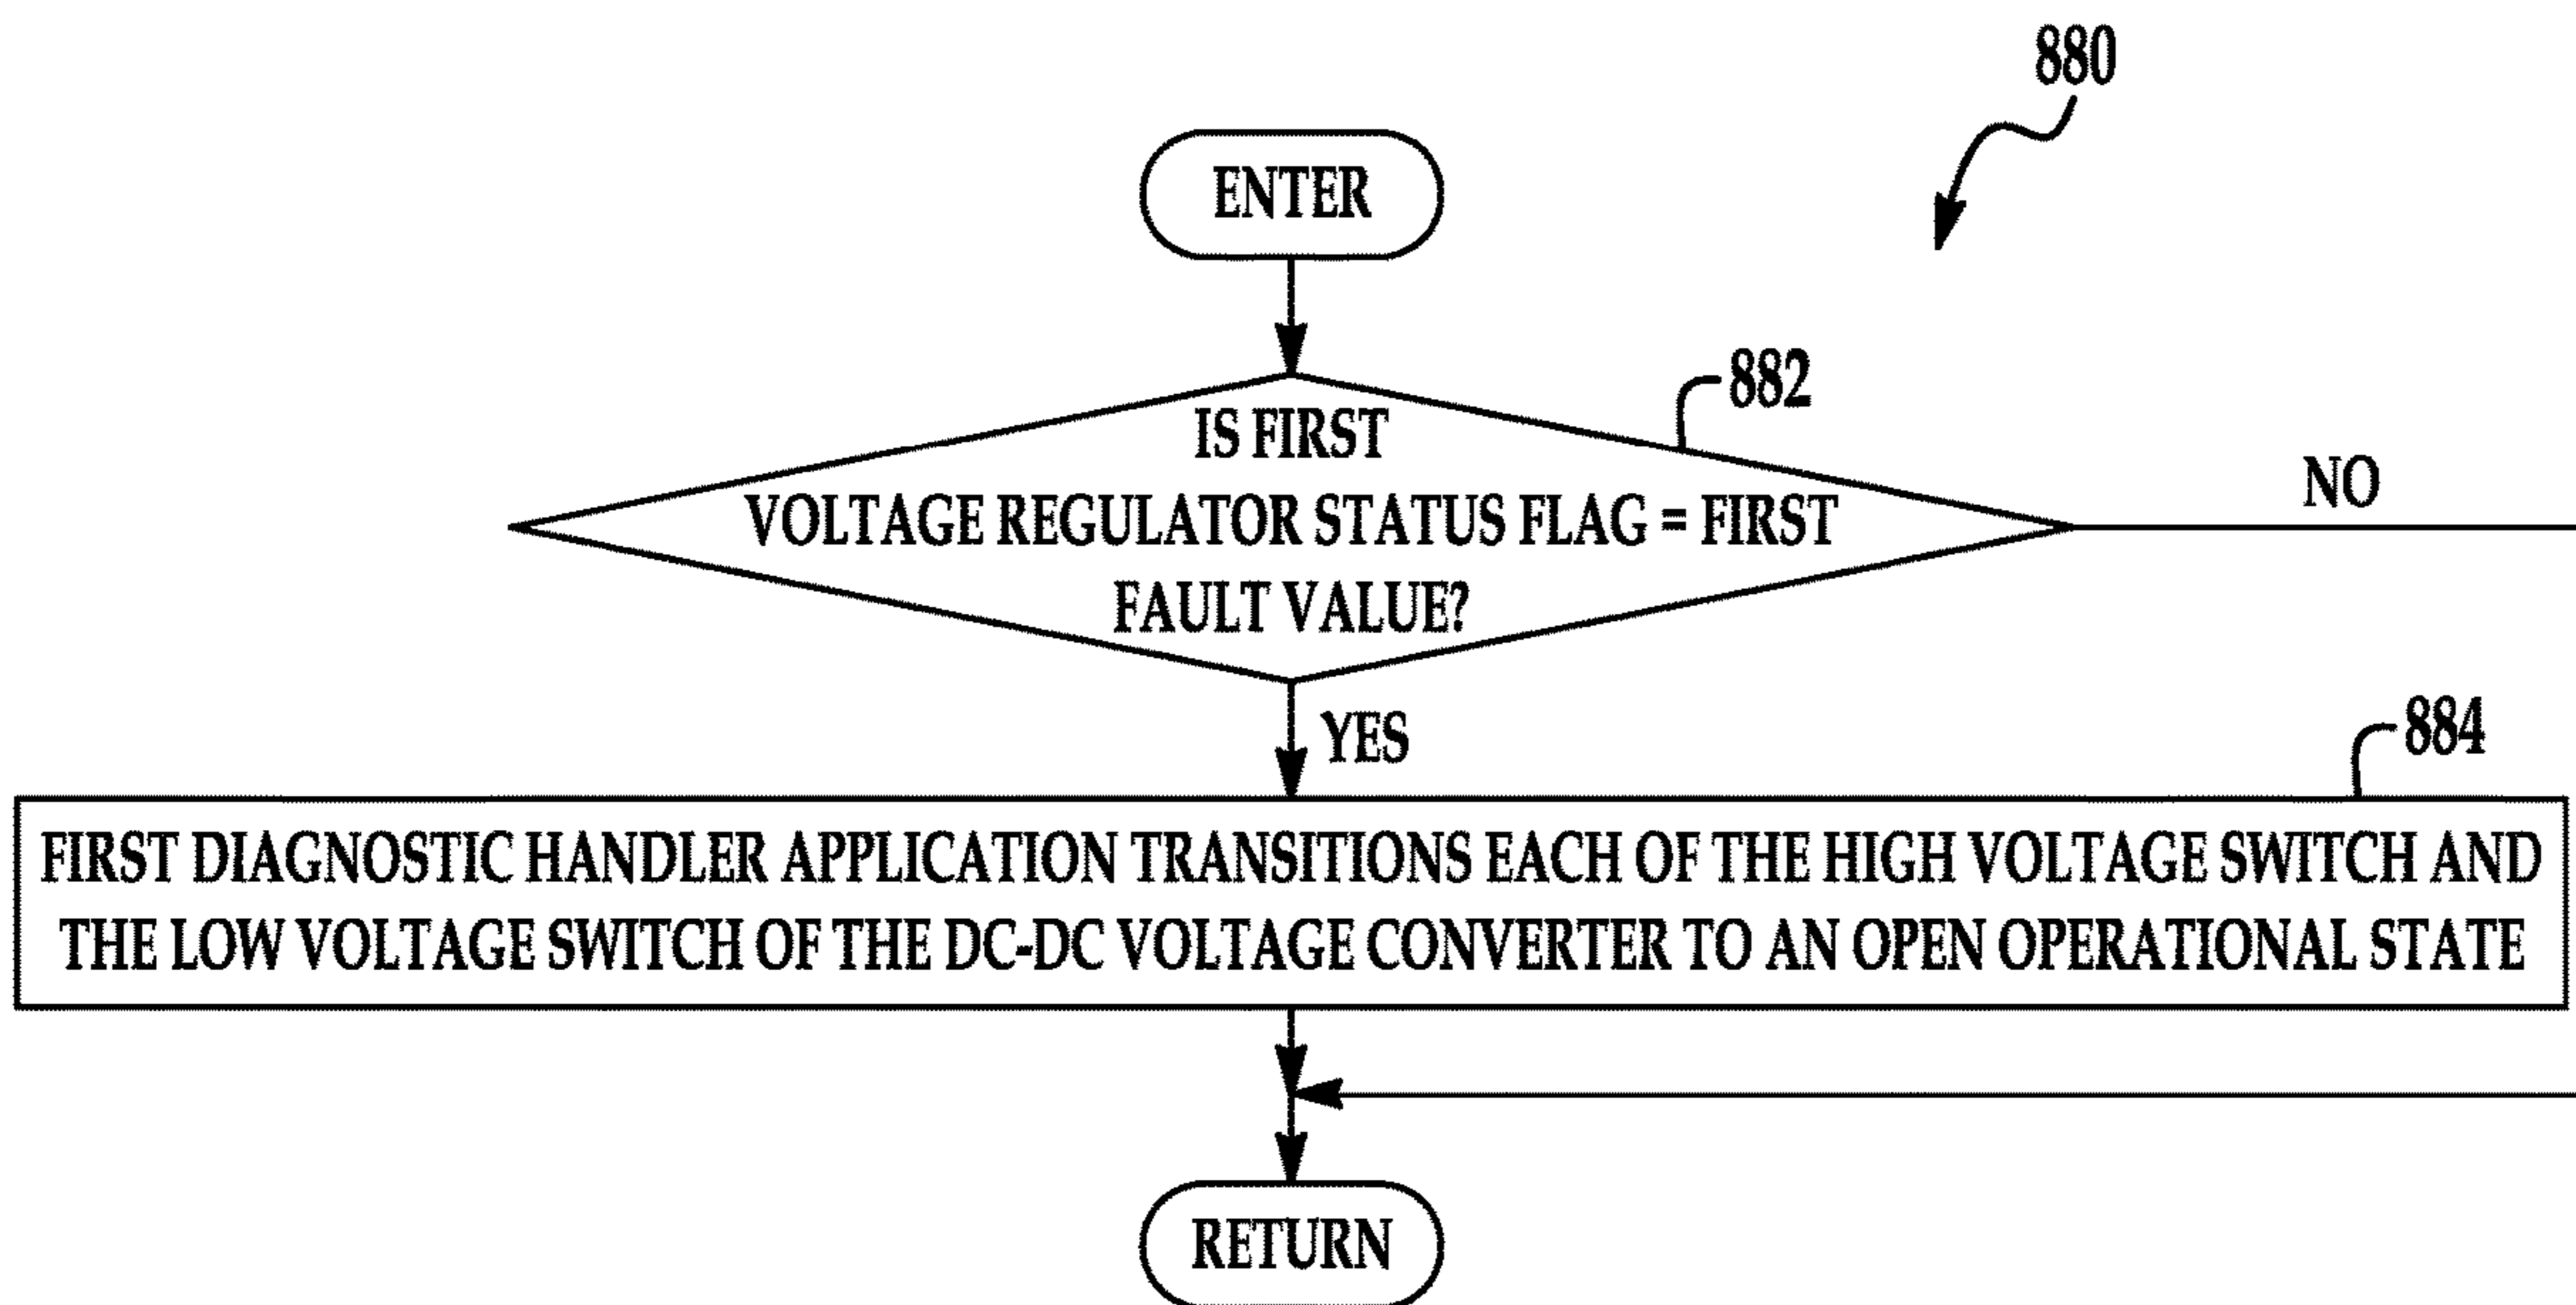 880
ENTER
882
IS FIRST
VOLTAGE REGULATOR STATUS FLAG = FIRST
FAULT VALUE?
NO
YES
884
FIRST DIAGNOSTIC HANDLER APPLICATION TRANSITIONS EACH OF THE HIGH VOLTAGE SWITCH AND
THE LOW VOLTAGE SWITCH OF THE DC-DC VOLTAGE CONVERTER TO AN OPEN OPERATIONAL STATE
RETURN